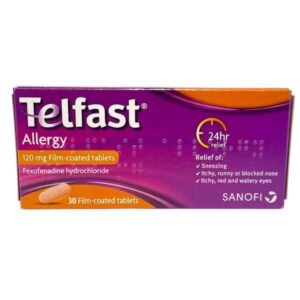 Telfast®
Allergy
120 mg Film-coated tablets
Fexofenadine hydrochloride
30 Film-coated tablets
24hr
relief
Relief of:
✓ Sneezing
✓ Itchy, runny or blocked nose
✓ Itchy, red and watery eyes
SANOFI